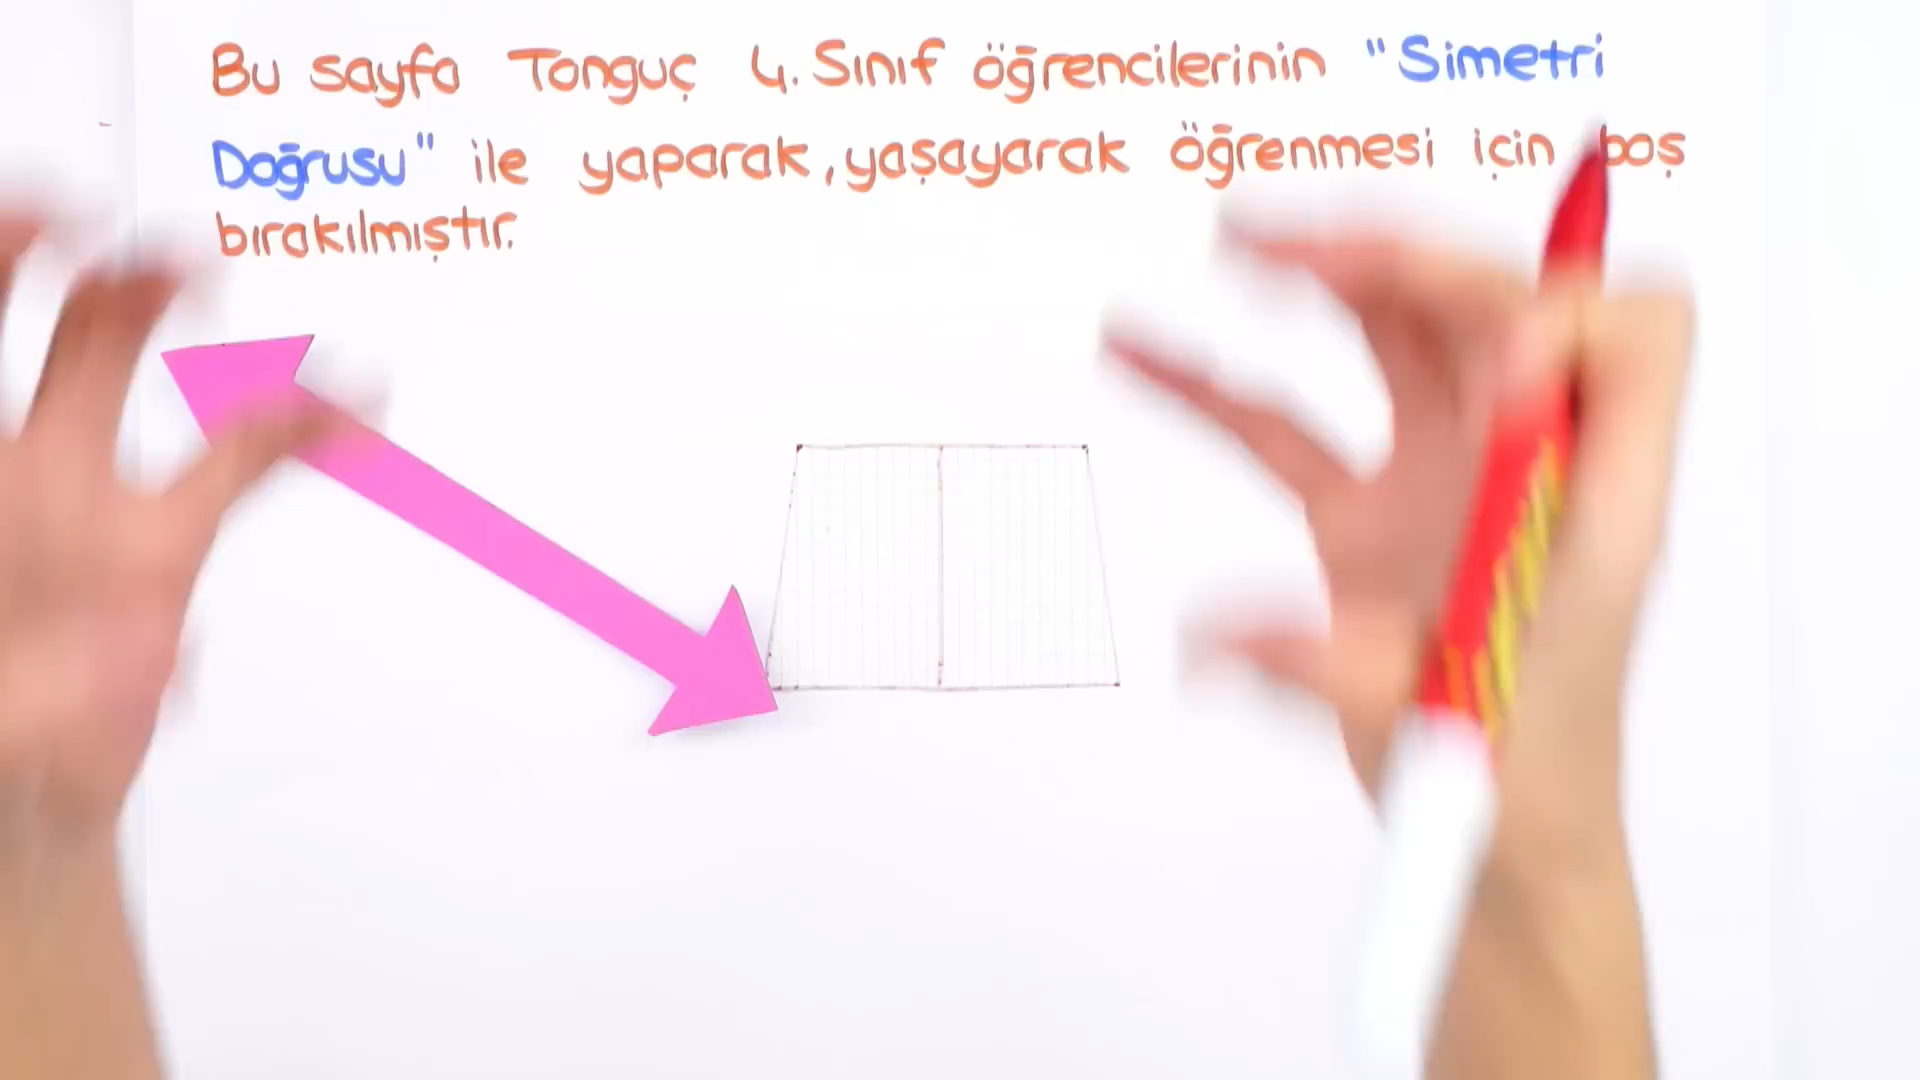 Bu sayfa Tonguç 4. Sınıf öğrencilerinin "Simetri
Doğrusu" ile yaparak, yaşayarak öğrenmesi için boş
bırakılmıştır.